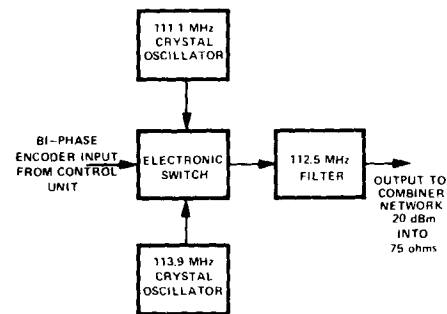 111.1 MHz
CRYSTAL
OSCILLATOR
BI-PHASE
ENCODER INPUT
FROM CONTROL
UNIT
ELECTRONIC
SWITCH
112.5 MHz
FILTER
OUTPUT TO
COMBINER
NETWORK
20 dBm
INTO
75 ohms
113.9 MHz
CRYSTAL
OSCILLATOR